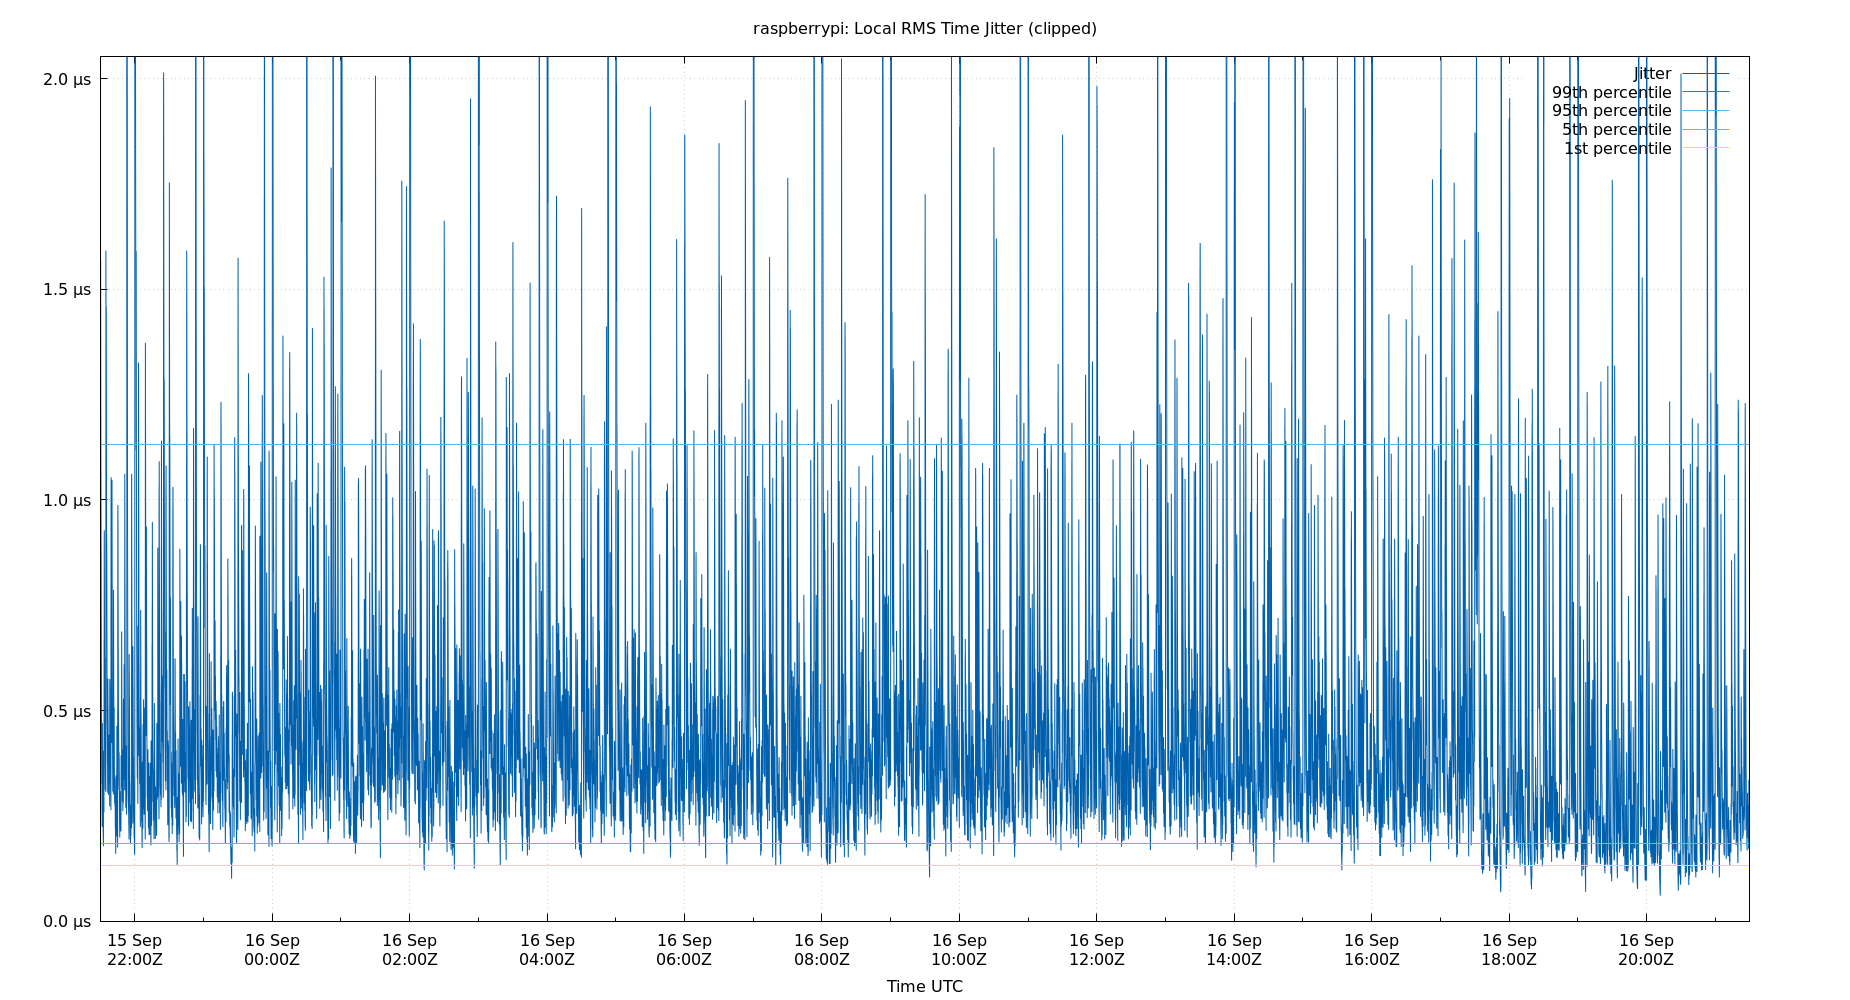 raspberrypi: Local RMS Time Jitter (clipped)
2.0 μs
1.5 μs
1.0 μs
0.5 μs
0.0 μs
Jitter
99th percentile
95th percentile
5th percentile
1st percentile
15 Sep 16 Sep 16 Sep 16 Sep 16 Sep 16 Sep 16 Sep 16 Sep 16 Sep 16 Sep 16 Sep 16 Sep
22:00Z 00:00Z 02:00Z 04:00Z 06:00Z 08:00Z 10:00Z 12:00Z 14:00Z 16:00Z 18:00Z 20:00Z
Time UTC